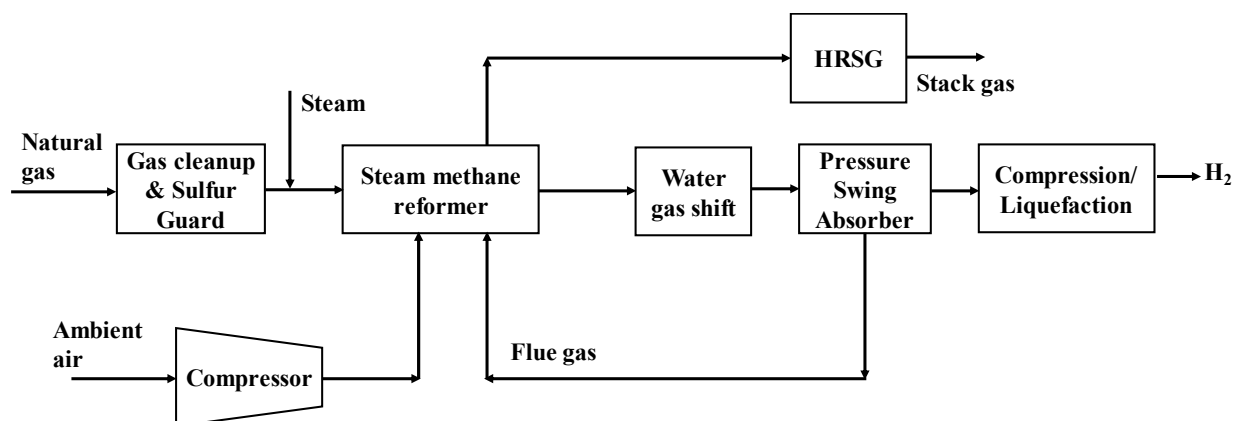 HRSG
Stack gas
Steam
Natural
gas
Gas cleanup
& Sulfur
Guard
Steam methane
reformer
Water
gas shift
Pressure
Swing
Absorber
Compression/
Liquefaction
H₂
Ambient
air
Compressor
Flue gas